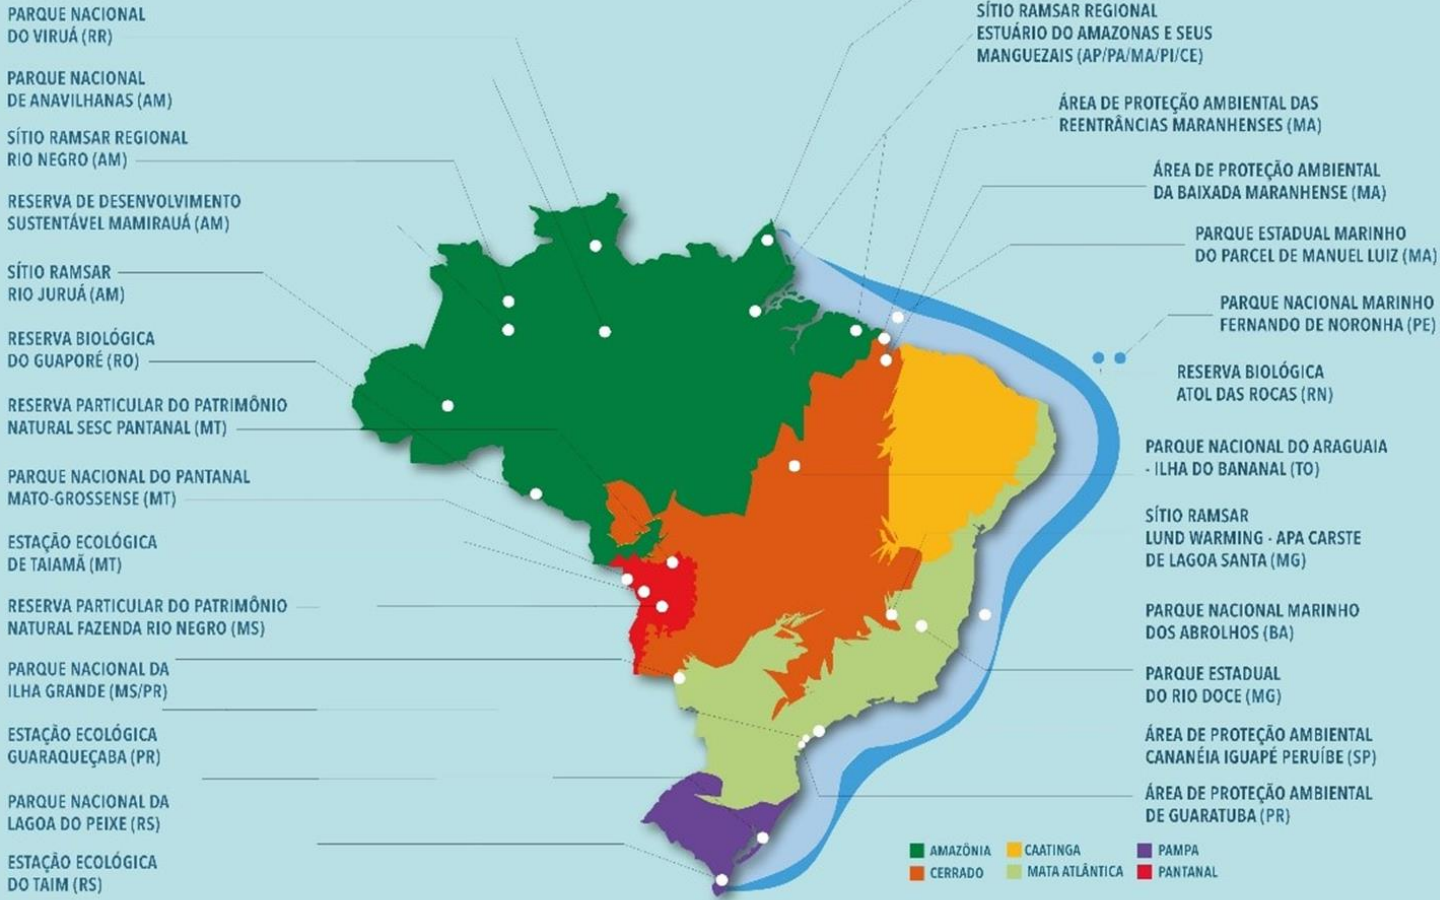 PARQUE NACIONAL
DO VIRUÁ (RR)
PARQUE NACIONAL
DE ANAVILHANAS (AM)
SÍTIO RAMSAR REGIONAL
RIO NEGRO (AM)
RESERVA DE DESENVOLVIMENTO
SUSTENTÁVEL MAMIRAUÁ (AM)
SÍTIO RAMSAR
RIO JURUÁ (AM)
RESERVA BIOLÓGICA
DO GUAPORÉ (RO)
RESERVA PARTICULAR DO PATRIMÔNIO
NATURAL SESC PANTANAL (MT)
PARQUE NACIONAL DO PANTANAL
MATO-GROSSENSE (MT)
ESTAÇÃO ECOLÓGICA
DE TAIAMÃ (MT)
RESERVA PARTICULAR DO PATRIMÔNIO
NATURAL FAZENDA RIO NEGRO (MS)
PARQUE NACIONAL DA
ILHA GRANDE (MS/PR)
ESTAÇÃO ECOLÓGICA
GUARAQUEÇABA (PR)
PARQUE NACIONAL DA
LAGOA DO PEIXE (RS)
ESTAÇÃO ECOLÓGICA
DO TAIM (RS)
SÍTIO RAMSAR REGIONAL
ESTUÁRIO DO AMAZONAS E SEUS
MANGUEZAIS (AP/PA/MA/PI/CE)
ÁREA DE PROTEÇÃO AMBIENTAL DAS
REENTRÂNCIAS MARANHENSES (MA)
ÁREA DE PROTEÇÃO AMBIENTAL
DA BAIXADA MARANHENSE (MA)
PARQUE ESTADUAL MARINHO
DO PARCEL DE MANUEL LUIZ (MA)
PARQUE NACIONAL MARINHO
FERNANDO DE NORONHA (PE)
RESERVA BIOLÓGICA
ATOL DAS ROCAS (RN)
PARQUE NACIONAL DO ARAGUAIA
- ILHA DO BANANAL (TO)
SÍTIO RAMSAR
LUND WARMING - APA CARSTE
DE LAGOA SANTA (MG)
PARQUE NACIONAL MARINHO
DOS ABROLHOS (BA)
PARQUE ESTADUAL
DO RIO DOCE (MG)
ÁREA DE PROTEÇÃO AMBIENTAL
CANANÉIA IGUAPÉ PERUÍBE (SP)
ÁREA DE PROTEÇÃO AMBIENTAL
DE GUARATUBA (PR)
AMAZÔNIA CAATINGA PAMPA
CERRADO MATA ATLÂNTICA PANTANAL